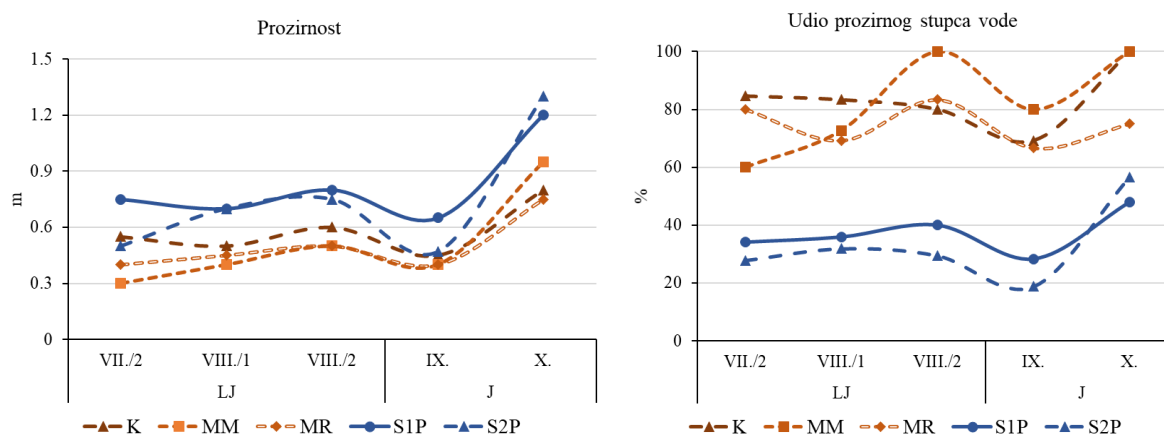 Prozirnost
1.5
1.2
0.9
0.6
0.3
0
m
VII./2 VIII./1 VIII./2 IX. X.
LJ J
K MM MR S1P S2P
Udio prozirnog stupca vode
100
80
60
40
20
0
%
VII./2 VIII./1 VIII./2 IX. X.
LJ J
K MM MR S1P S2P